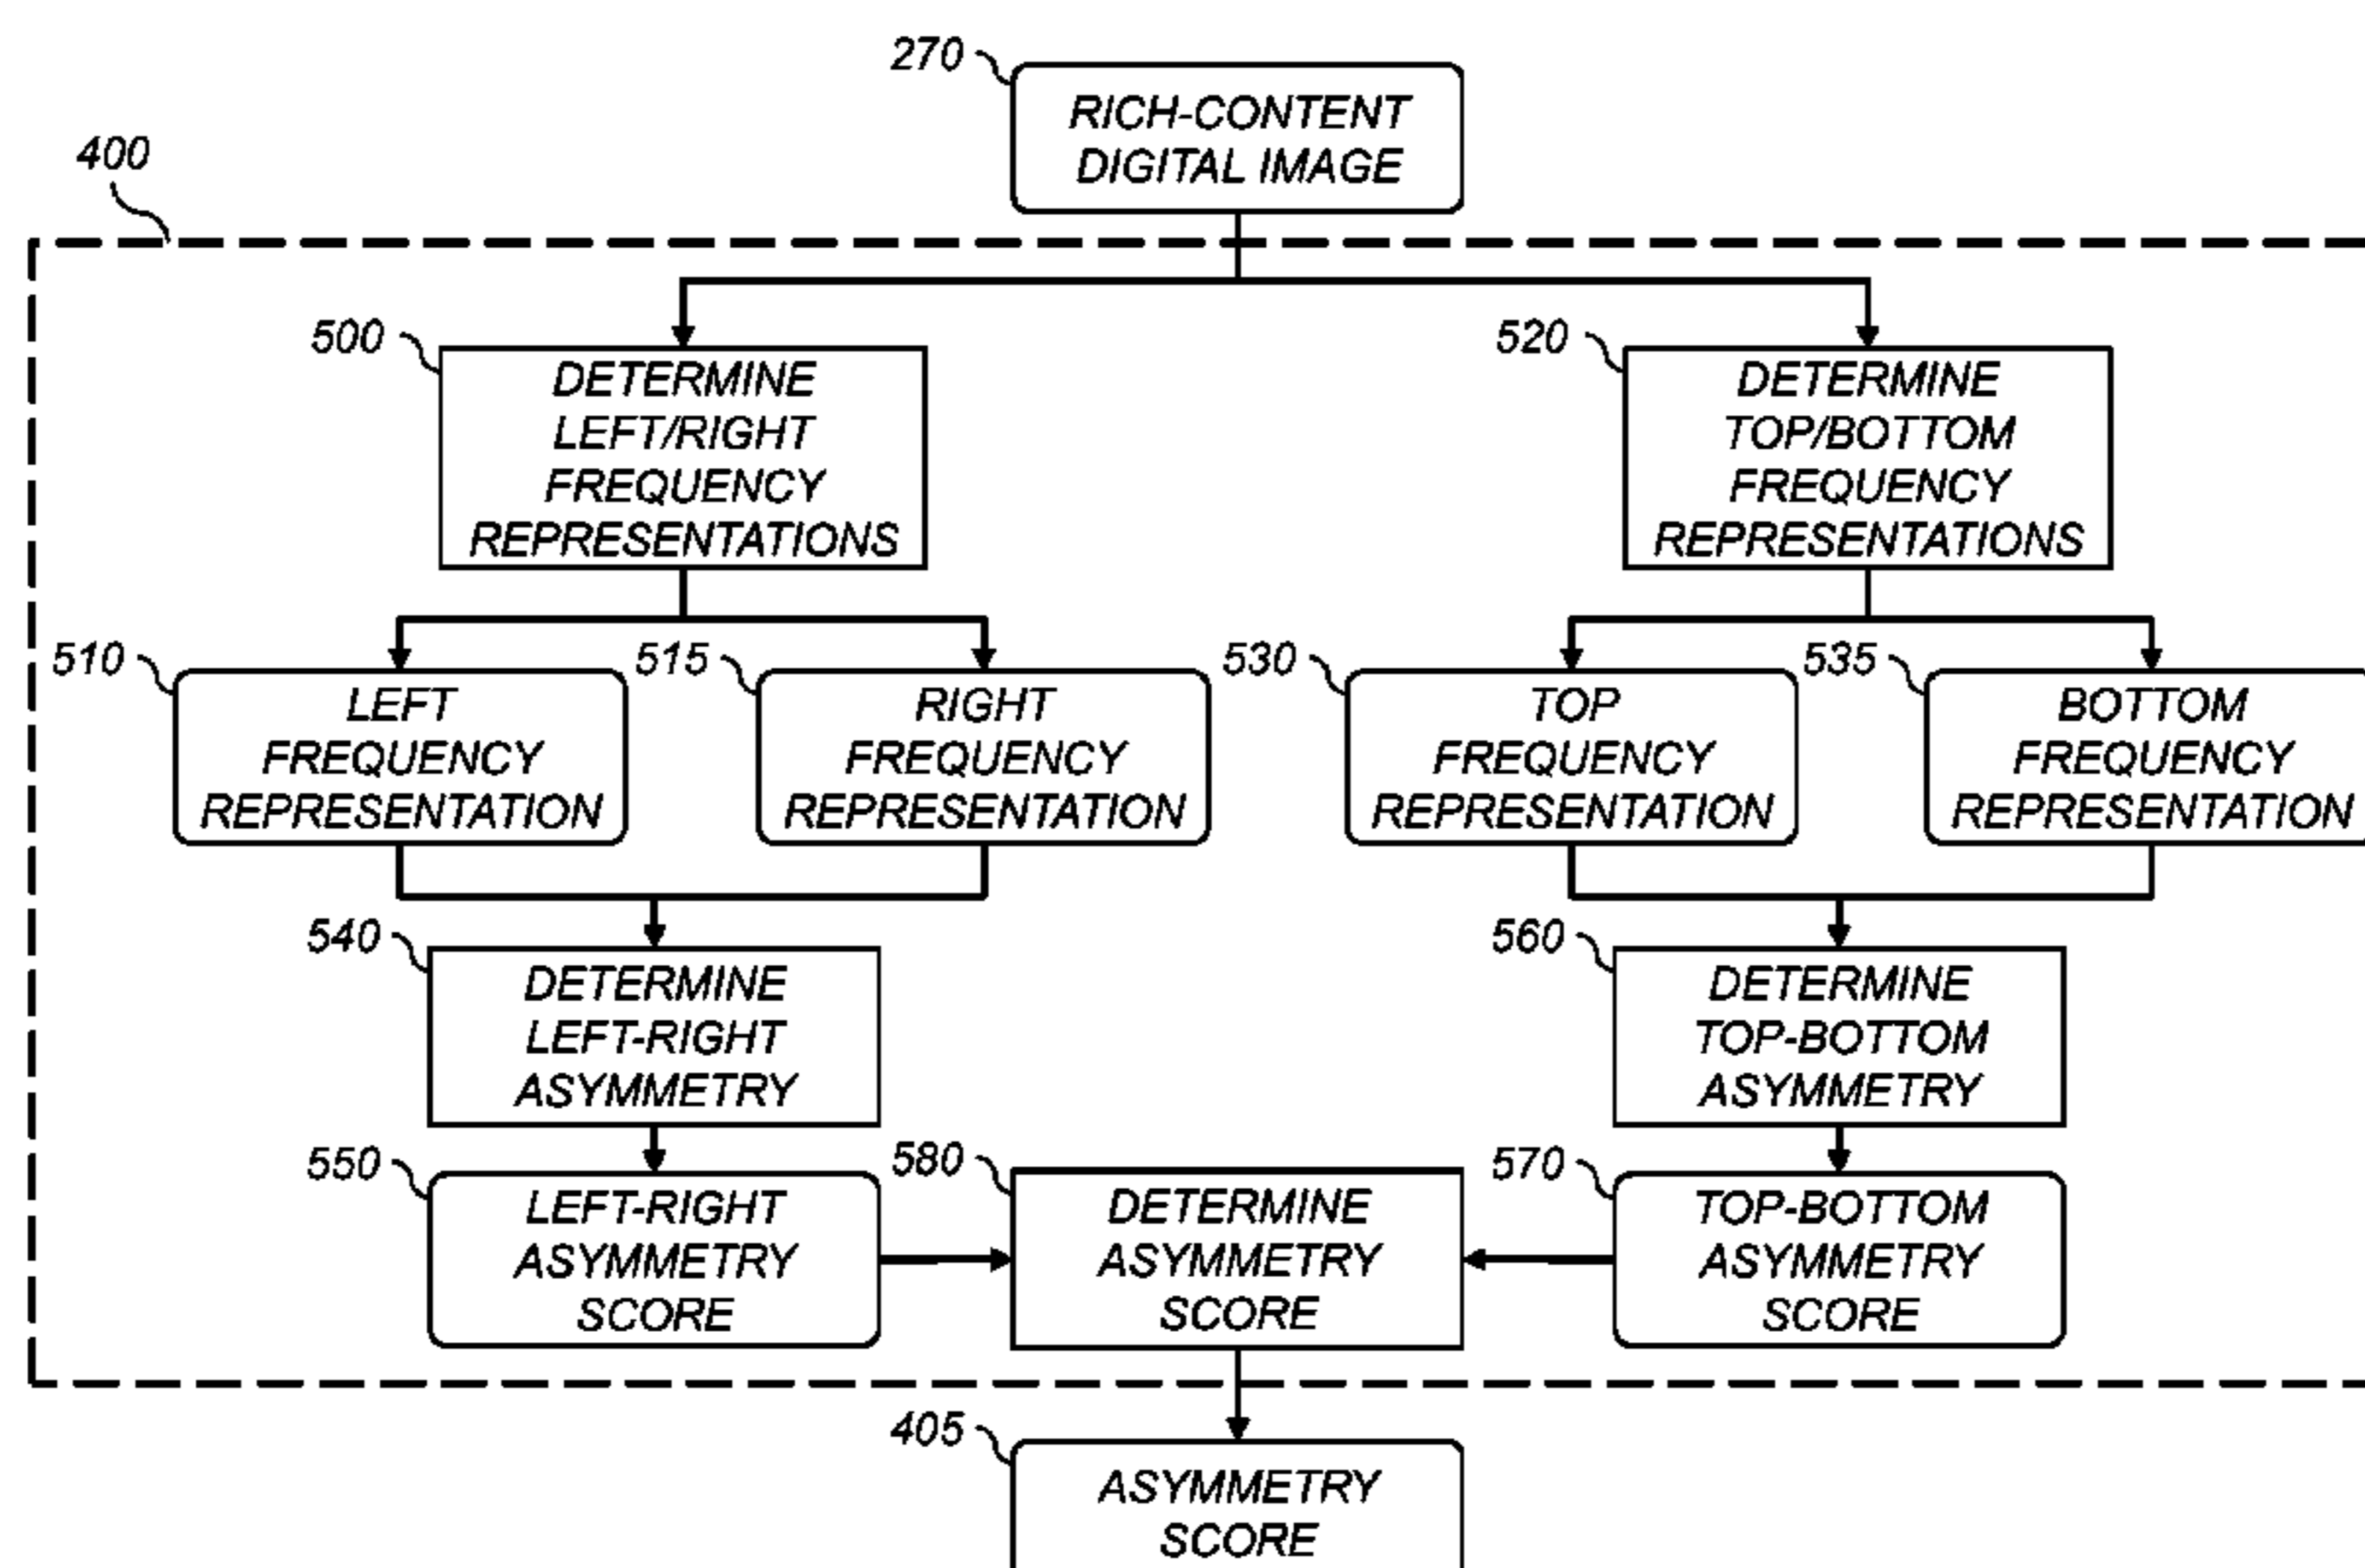 270
RICH-CONTENT
DIGITAL IMAGE
400
500
DETERMINE
LEFT/RIGHT
FREQUENCY
REPRESENTATIONS
520
DETERMINE
TOP/BOTTOM
FREQUENCY
REPRESENTATIONS
510
LEFT
FREQUENCY
REPRESENTATION
515
RIGHT
FREQUENCY
REPRESENTATION
530
TOP
FREQUENCY
REPRESENTATION
535
BOTTOM
FREQUENCY
REPRESENTATION
540
DETERMINE
LEFT-RIGHT
ASYMMETRY
560
DETERMINE
TOP-BOTTOM
ASYMMETRY
550
LEFT-RIGHT
ASYMMETRY
SCORE
580
DETERMINE
ASYMMETRY
SCORE
570
TOP-BOTTOM
ASYMMETRY
SCORE
405
ASYMMETRY
SCORE